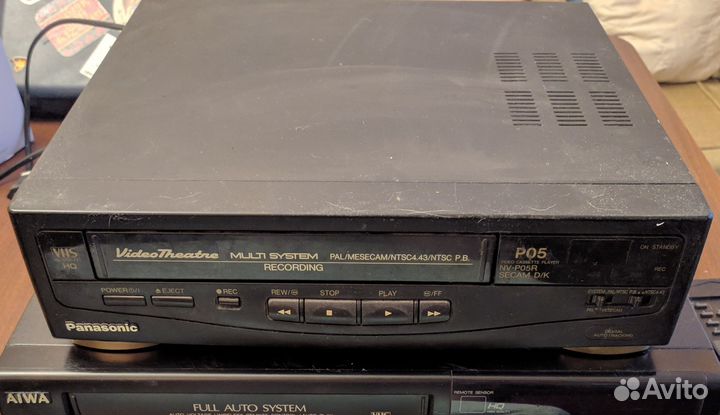 VHS
HQ
VideoTheatre MULTI SYSTEM PAL/MESECAM/NTSC4.43/NTSC P.B.
RECORDING
P05
VIDEO CASSETTE PLAYER
NV-P05R
SECAM D/K
ON STANDBY
REC
POWER
EJECT
REC
REW/
STOP
PLAY
/FF
DIGITAL
AUTO TRACKING
Panasonic
AIWA
FULL AUTO SYSTEM
REMOTE SENSOR
HQ
VHS
Avito